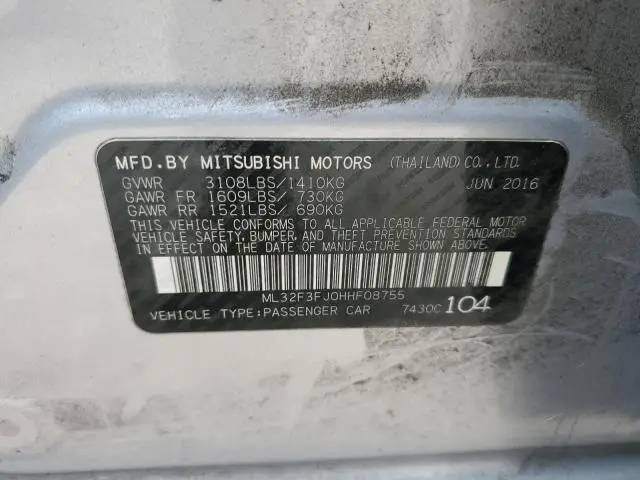 MFD.BY MITSUBISHI MOTORS (THAILAND)CO.,LTD.
GVWR 3108LBS/1410KG JUN 2016
GAWR FR 1609LBS/ 730KG
GAWR RR 1521LBS/ 690KG
THIS VEHICLE CONFORMS TO ALL APPLICABLE FEDERAL MOTOR
VEHICLE SAFETY, BUMPER, AND THEFT PREVENTION STANDARDS
IN EFFECT ON THE DATE OF MANUFACTURE SHOWN ABOVE.
ML32F3FJ0HHF08755
VEHICLE TYPE:PASSENGER CAR 7430C 104